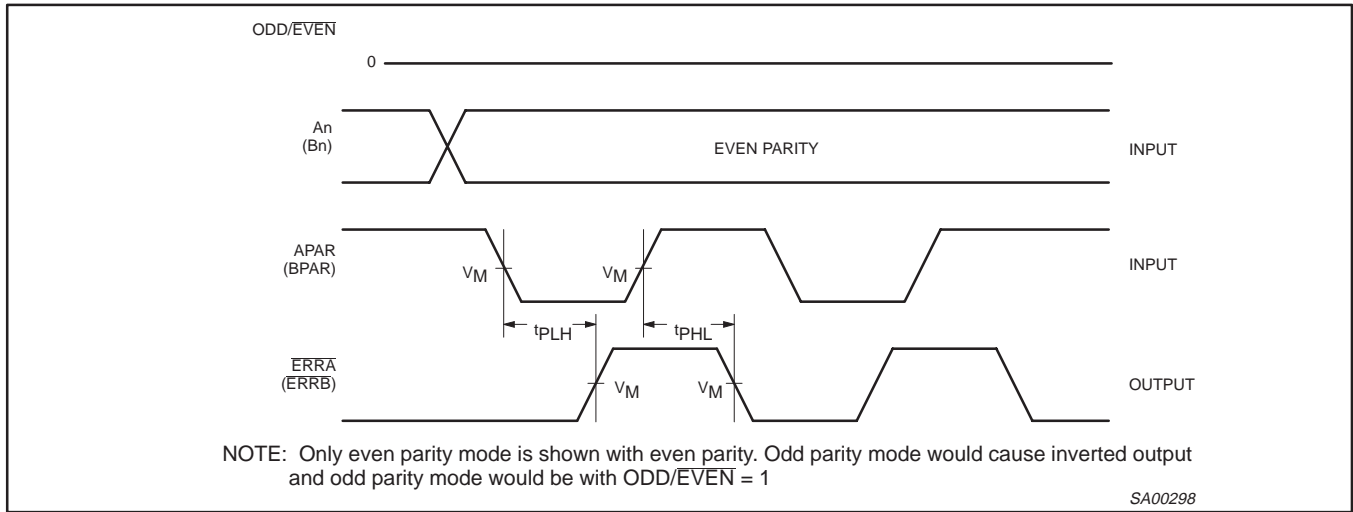 ODD/EVEN
0
An
(Bn)
EVEN PARITY
INPUT
APAR
(BPAR)
VM
VM
INPUT
tPLH
tPHL
ERRA
(ERRB)
VM
VM
OUTPUT
NOTE: Only even parity mode is shown with even parity. Odd parity mode would cause inverted output
and odd parity mode would be with ODD/EVEN = 1
SA00298